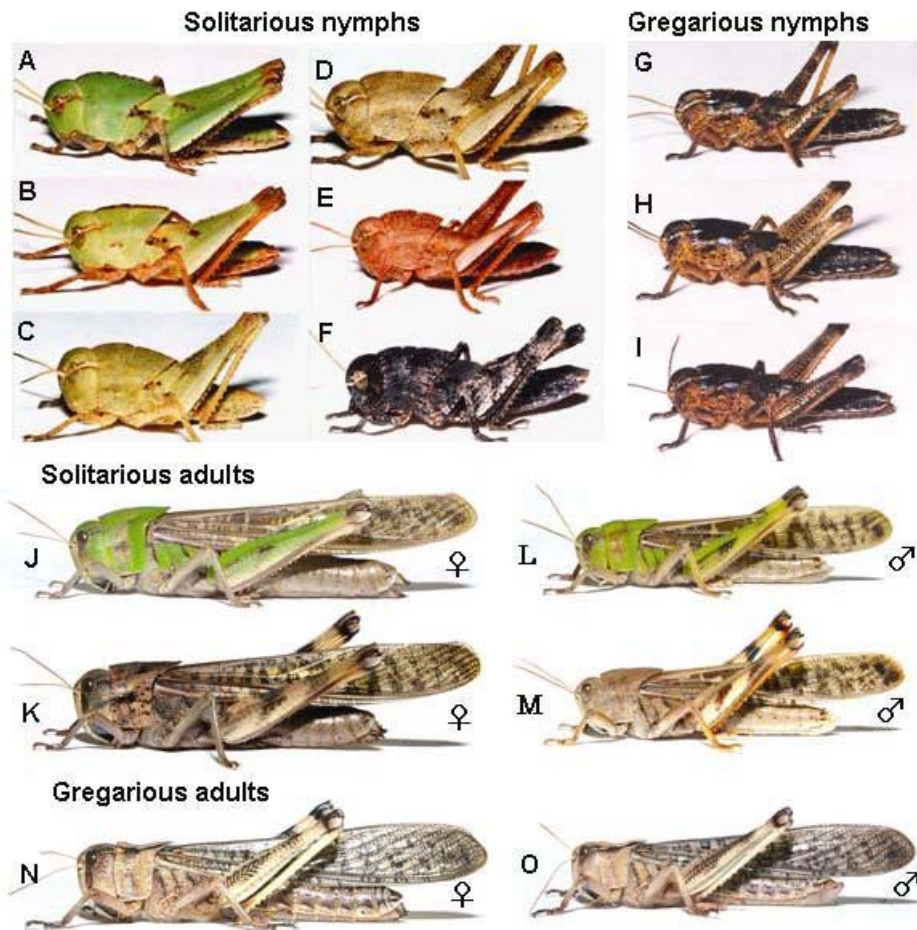 Solitarious nymphs
Gregarious nymphs
A
D
G
B
E
H
C
F
I
Solitarious adults
J ♀
L ♂
K ♀
M ♂
Gregarious adults
N ♀
O ♂